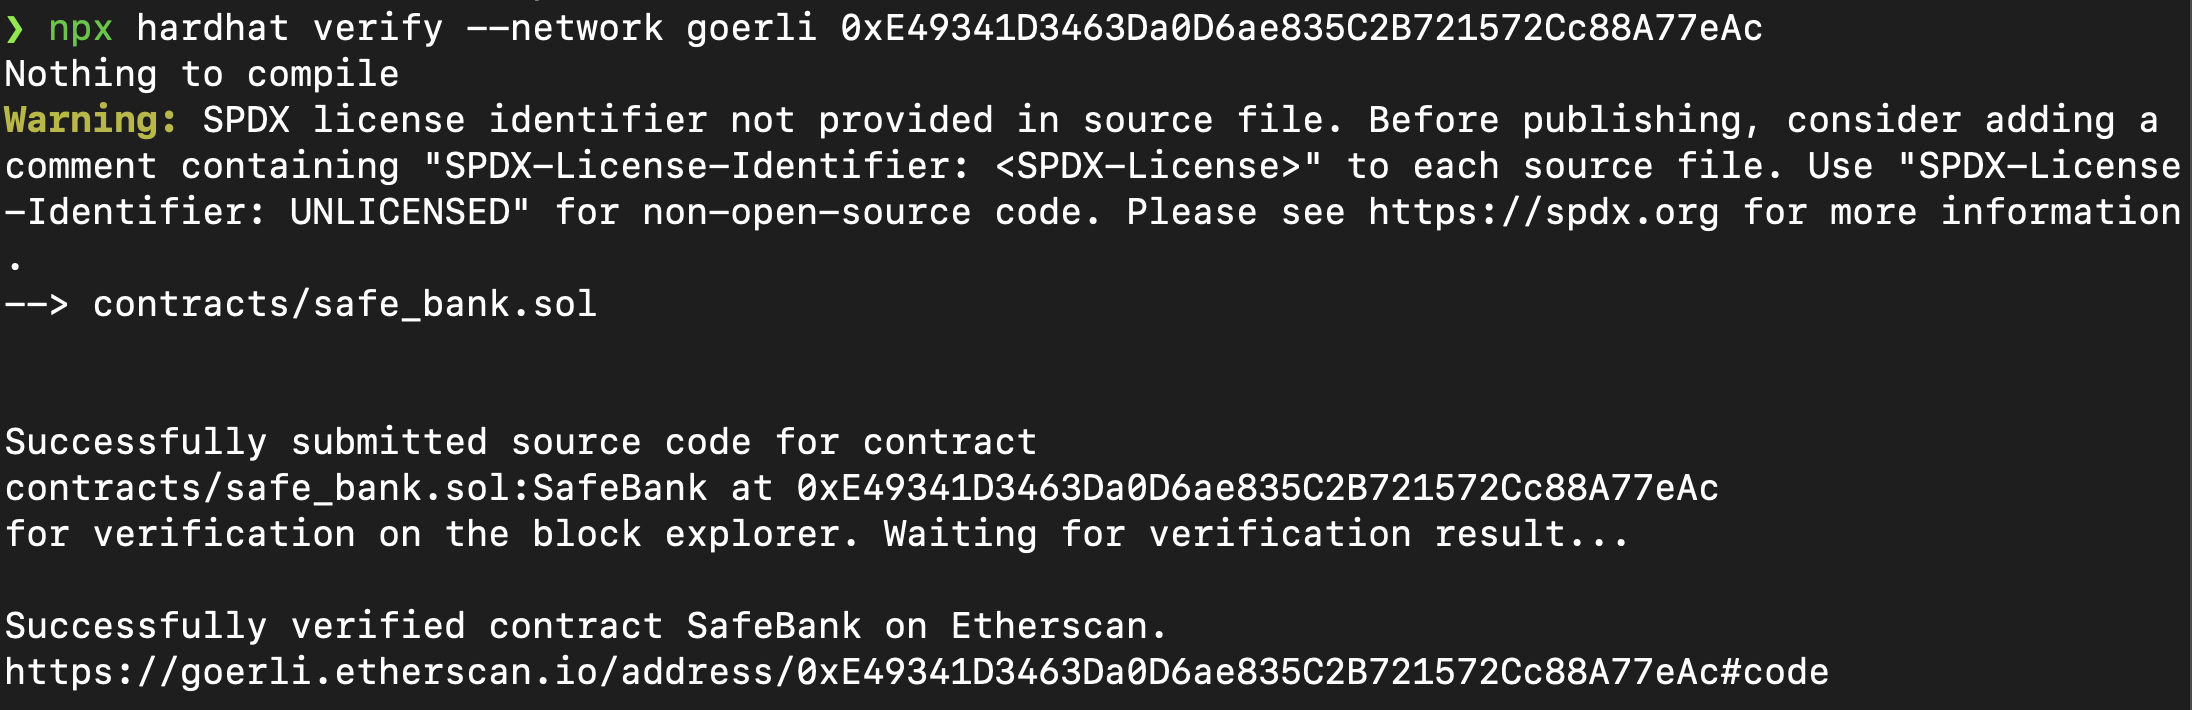 ❯ npx hardhat verify --network goerli 0xE49341D3463Da0D6ae835C2B721572Cc88A77eAc
Nothing to compile
Warning: SPDX license identifier not provided in source file. Before publishing, consider adding a
comment containing "SPDX-License-Identifier: <SPDX-License>" to each source file. Use "SPDX-License
-Identifier: UNLICENSED" for non-open-source code. Please see https://spdx.org for more information
.
--> contracts/safe_bank.sol
Successfully submitted source code for contract
contracts/safe_bank.sol:SafeBank at 0xE49341D3463Da0D6ae835C2B721572Cc88A77eAc
for verification on the block explorer. Waiting for verification result...
Successfully verified contract SafeBank on Etherscan.
https://goerli.etherscan.io/address/0xE49341D3463Da0D6ae835C2B721572Cc88A77eAc#code